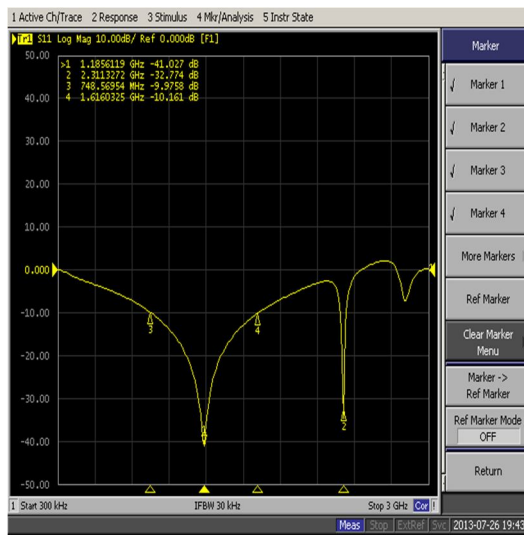 1 Active Ch/Trace 2 Response 3 Stimulus 4 Mkr/Analysis 5 Instr State
Tr1 S11 Log Mag 10.00dB/ Ref 0.000dB [F1]
50.00
>1 1.1856119 GHz -41.027 dB
2 2.3113272 GHz -32.774 dB
3 748.56954 MHz -9.9758 dB
4 1.6160325 GHz -10.161 dB
40.00
30.00
20.00
10.00
0.000
-10.00
-20.00
-30.00
-40.00
-50.00
3
4
1
2
1 Start 300 kHz IFBW 30 kHz Stop 3 GHz Cor !
Meas Stop ExtRef Svc 2013-07-26 19:43
Marker
√ Marker 1
√ Marker 2
√ Marker 3
√ Marker 4
More Markers
Ref Marker
Clear Marker
Menu
Marker ->
Ref Marker
Ref Marker Mode
OFF
Return